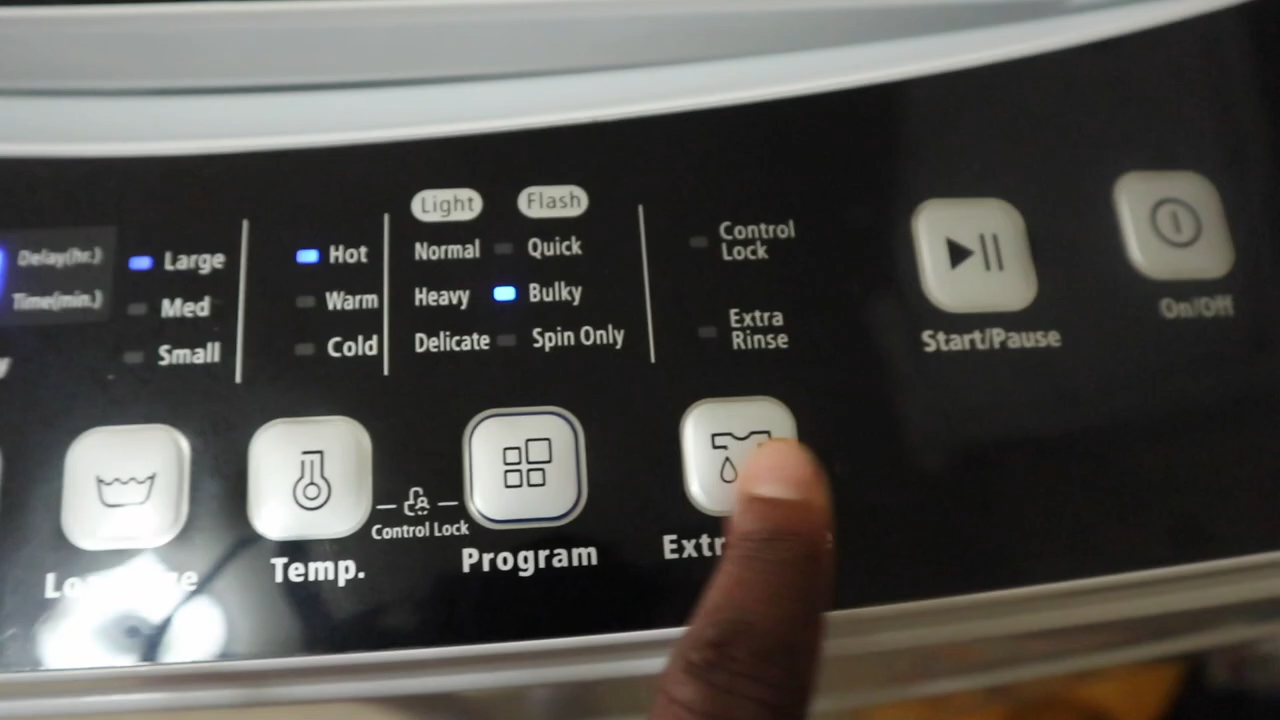 Delay(hr.)
Time(min.)
Large
Med
Small
Hot
Warm
Cold
Light Flash
Normal Quick
Heavy Bulky
Delicate Spin Only
Control
Lock
Extra
Rinse
Start/Pause
On/Off
Control Lock
Temp.
Program